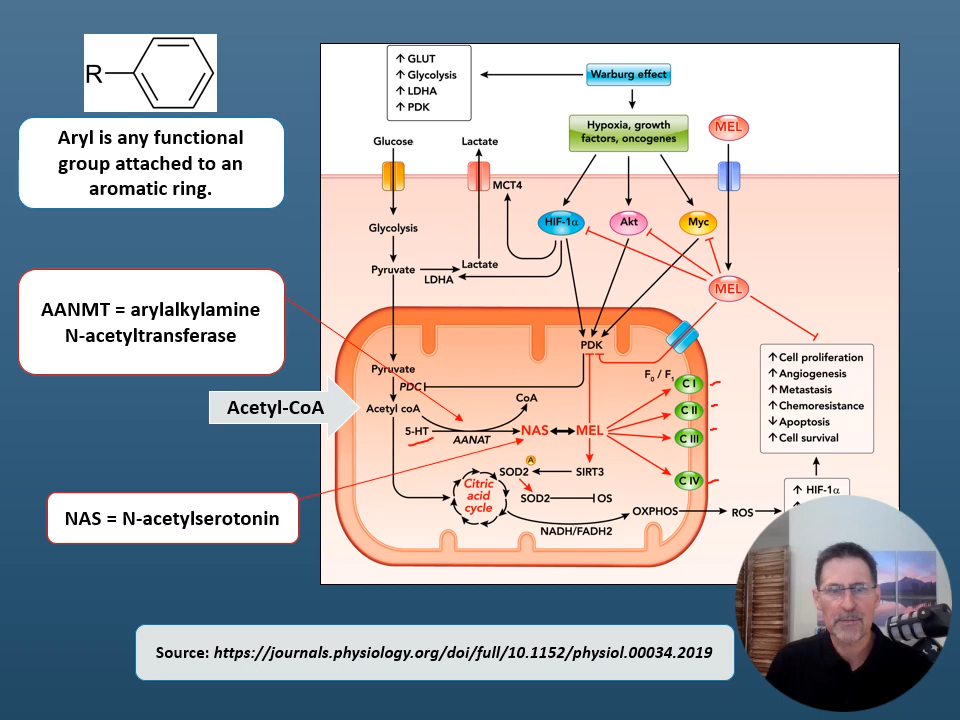 R
Aryl is any functional
group attached to an
aromatic ring.
AANMT = arylalkylamine
N-acetyltransferase
Acetyl-CoA
NAS = N-acetylserotonin
↑ GLUT
↑ Glycolysis
↑ LDHA
↑ PDK
Warburg effect
Hypoxia, growth
factors, oncogenes
MEL
Glucose
Lactate
MCT4
HIF-1α
Akt
Myc
Glycolysis
Pyruvate
LDHA
Lactate
MEL
PDK
Pyruvate
PDC
Acetyl coA
CoA
5-HT
AANAT
NAS
MEL
F₀ / F₁
C I
C II
C III
C IV
A
SOD2
SIRT3
SOD2
OS
Citric
acid
cycle
NADH/FADH2
OXPHOS
ROS
↑ Cell proliferation
↑ Angiogenesis
↑ Metastasis
↑ Chemoresistance
↓ Apoptosis
↑ Cell survival
↑ HIF-1α
Source: https://journals.physiology.org/doi/full/10.1152/physiol.00034.2019